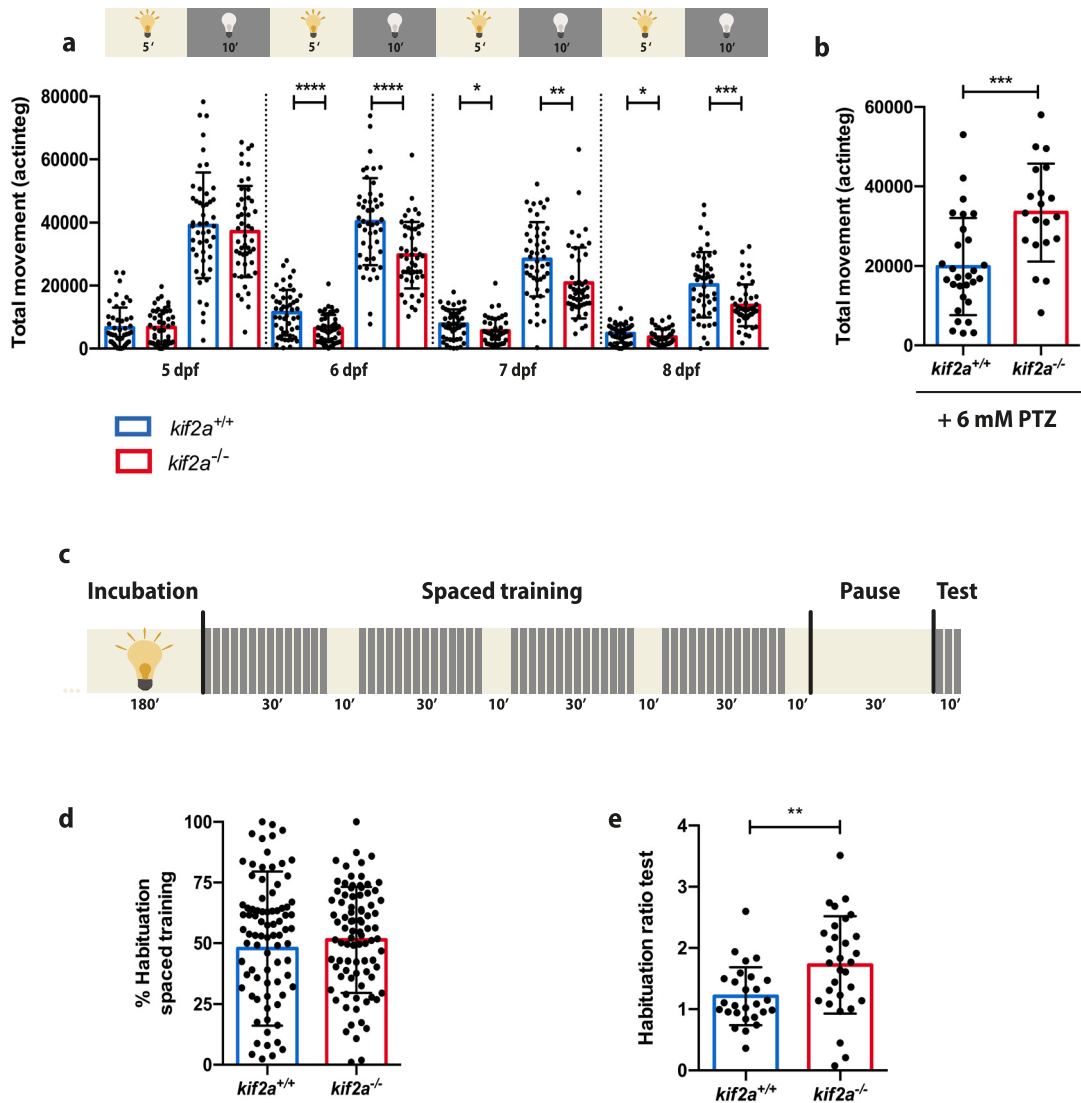 a
5′ 10′ 5′ 10′ 5′ 10′ 5′ 10′
Total movement (actinteg)
80000
60000
40000
20000
0
**** **** * ** * ***
5 dpf 6 dpf 7 dpf 8 dpf
kif2a+/+
kif2a-/-
b
Total movement (actinteg)
60000
40000
20000
0
***
kif2a+/+ kif2a-/-
+ 6 mM PTZ
c
Incubation Spaced training Pause Test
180′ 30′ 10′ 30′ 10′ 30′ 10′ 30′ 10′ 30′ 10′
d
% Habituation
spaced training
100
75
50
25
0
kif2a+/+ kif2a-/-
e
Habituation ratio test
4
3
2
1
0
**
kif2a+/+ kif2a-/-